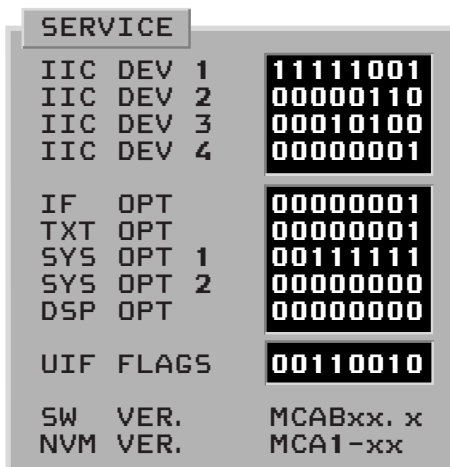 SERVICE
IIC DEV 1 11111001
IIC DEV 2 00000110
IIC DEV 3 00010100
IIC DEV 4 00000001
IF OPT 00000001
TXT OPT 00000001
SYS OPT 1 00111111
SYS OPT 2 00000000
DSP OPT 00000000
UIF FLAGS 00110010
SW VER. MCABxx. x
NVM VER. MCA1-xx